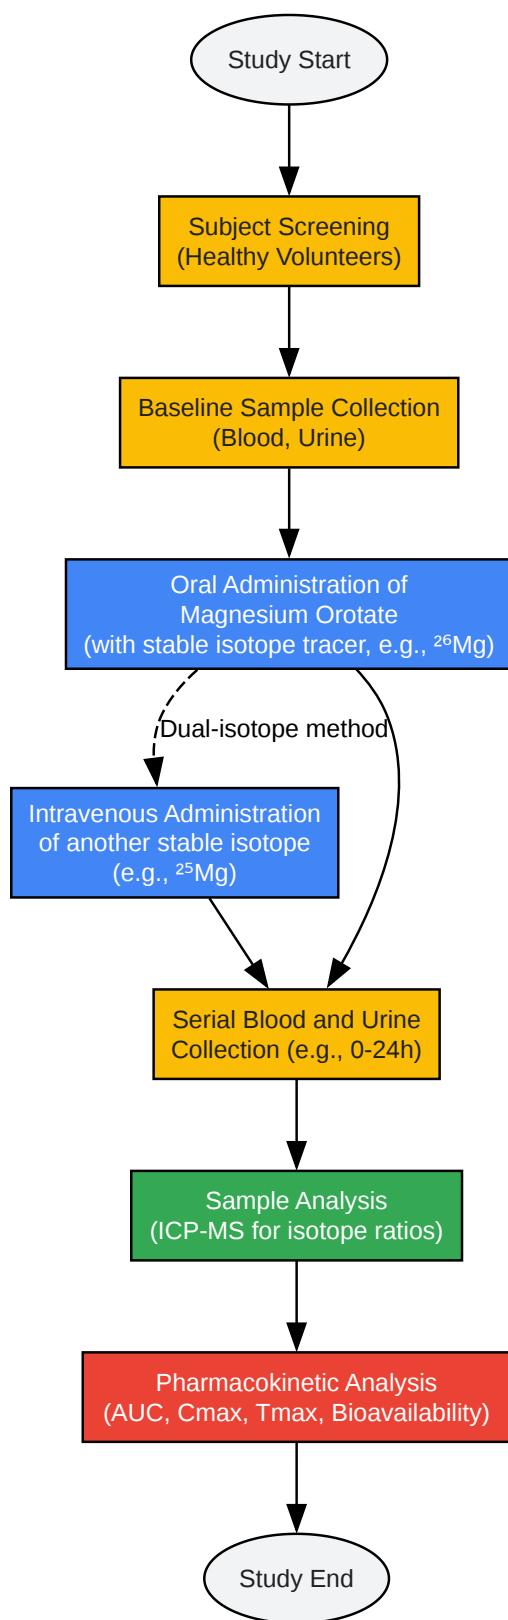 Study Start
Subject Screening
(Healthy Volunteers)
Baseline Sample Collection
(Blood, Urine)
Oral Administration of
Magnesium Orotate
(with stable isotope tracer, e.g., ²⁶Mg)
Dual-isotope method
Intravenous Administration
of another stable isotope
(e.g., ²⁵Mg)
Serial Blood and Urine
Collection (e.g., 0-24h)
Sample Analysis
(ICP-MS for isotope ratios)
Pharmacokinetic Analysis
(AUC, Cmax, Tmax, Bioavailability)
Study End